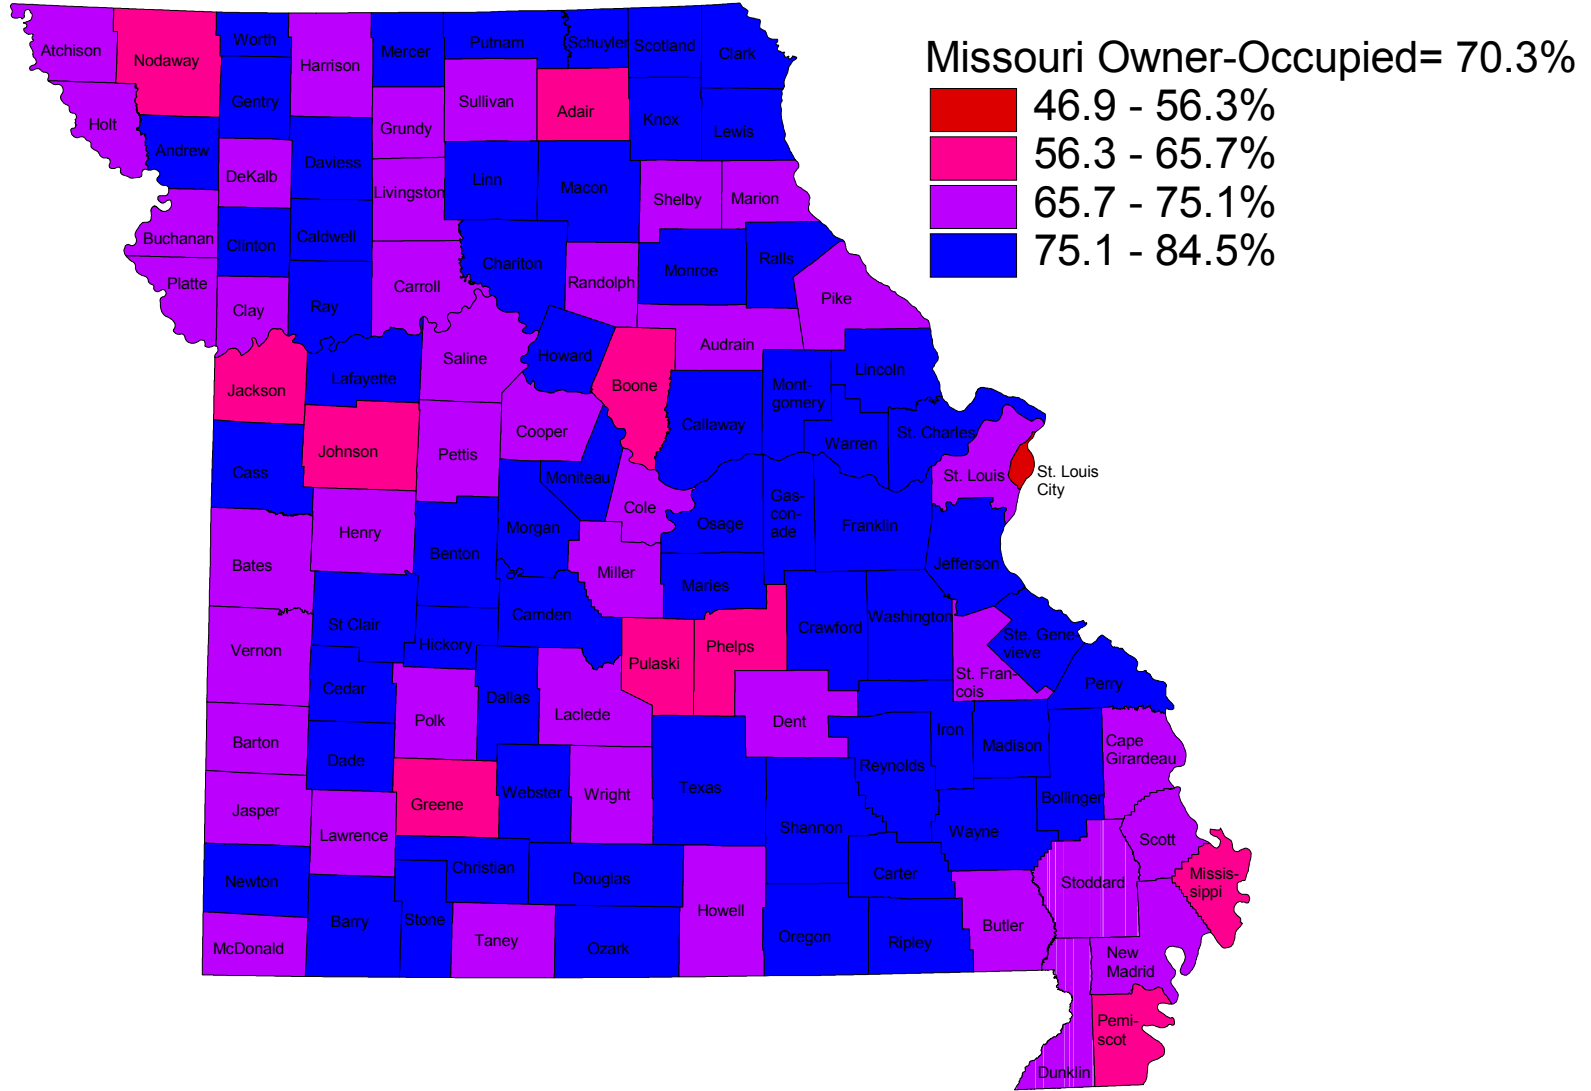 Missouri Owner-Occupied= 70.3%
46.9 - 56.3%
56.3 - 65.7%
65.7 - 75.1%
75.1 - 84.5%
Atchison
Nodaway
Worth
Harrison
Mercer
Putnam
Schuyler
Scotland
Clark
Holt
Gentry
Grundy
Sullivan
Adair
Knox
Lewis
Andrew
DeKalb
Daviess
Livingston
Linn
Macon
Shelby
Marion
Buchanan
Clinton
Caldwell
Chariton
Monroe
Ralls
Platte
Clay
Ray
Carroll
Randolph
Pike
Jackson
Lafayette
Saline
Howard
Boone
Audrain
Lincoln
Mont-
gomery
Callaway
Warren
St. Charles
Cass
Johnson
Pettis
Cooper
Moniteau
St. Louis
St. Louis
City
Cole
Osage
Gas-
con-
ade
Franklin
Bates
Henry
Benton
Morgan
Miller
Maries
Jefferson
Vernon
St Clair
Hickory
Camden
Pulaski
Phelps
Crawford
Washington
Ste. Gene
vieve
St. Fran-
cois
Perry
Cedar
Polk
Dallas
Laclede
Dent
Iron
Madison
Cape
Girardeau
Barton
Dade
Reynolds
Bollinger
Jasper
Greene
Webster
Wright
Texas
Lawrence
Shannon
Wayne
Scott
Newton
Christian
Douglas
Carter
Stoddard
Missis-
sippi
McDonald
Barry
Stone
Taney
Ozark
Howell
Oregon
Ripley
Butler
New
Madrid
Pemi-
scot
Dunklin